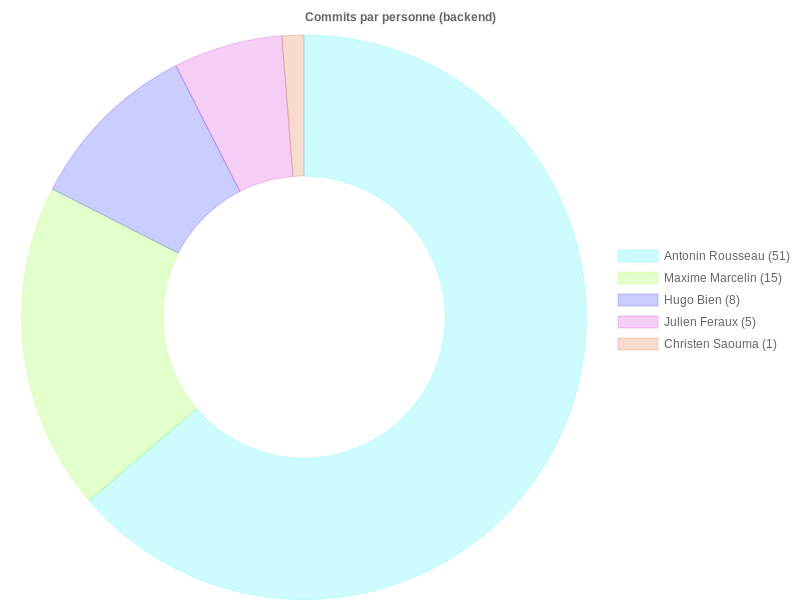 Commits par personne (backend)
Antonin Rousseau (51)
Maxime Marcelin (15)
Hugo Bien (8)
Julien Feraux (5)
Christen Saouma (1)